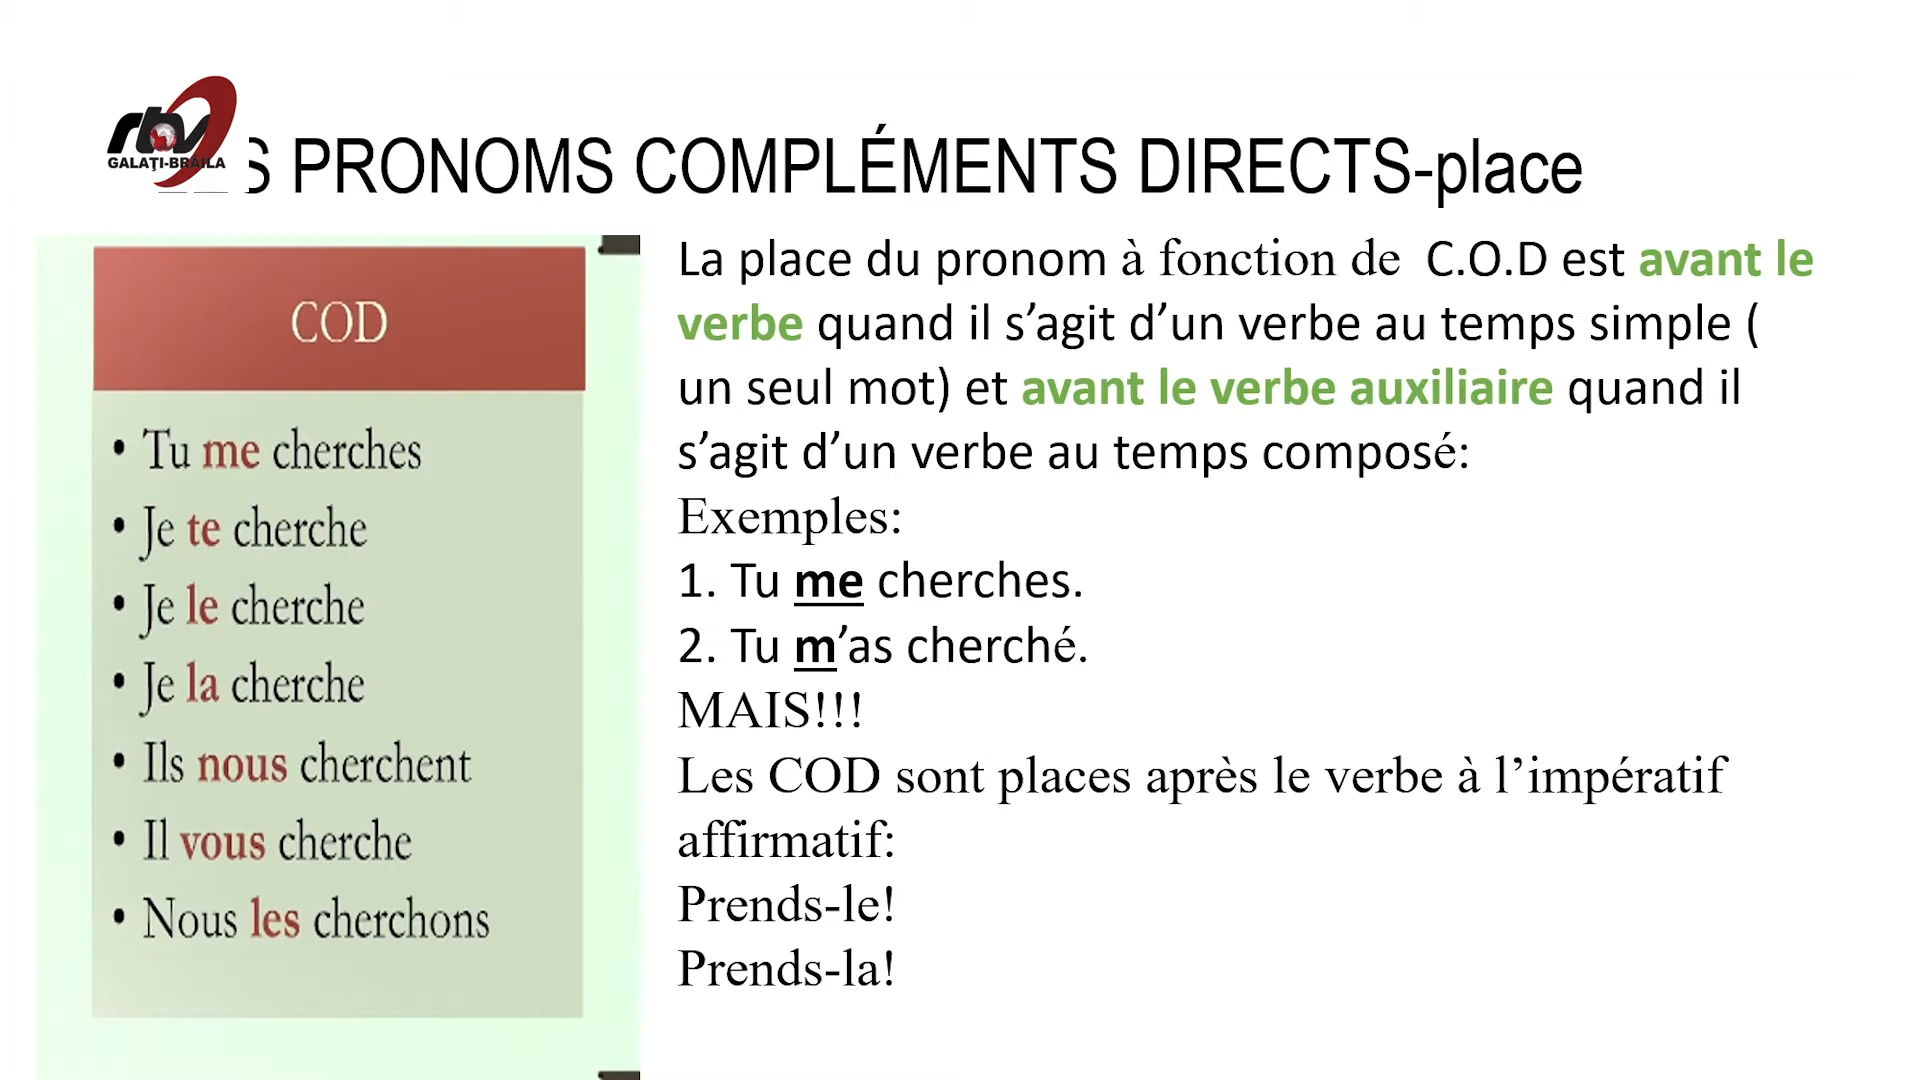 rtv
GALAŢI-BRAILA
S PRONOMS COMPLÉMENTS DIRECTS-place
COD
• Tu me cherches
• Je te cherche
• Je le cherche
• Je la cherche
• Ils nous cherchent
• Il vous cherche
• Nous les cherchons
La place du pronom à fonction de C.O.D est avant le
verbe quand il s’agit d’un verbe au temps simple (
un seul mot) et avant le verbe auxiliaire quand il
s’agit d’un verbe au temps composé:
Exemples:
1. Tu me cherches.
2. Tu m’as cherché.
MAIS!!!
Les COD sont places après le verbe à l’impératif
affirmatif:
Prends-le!
Prends-la!